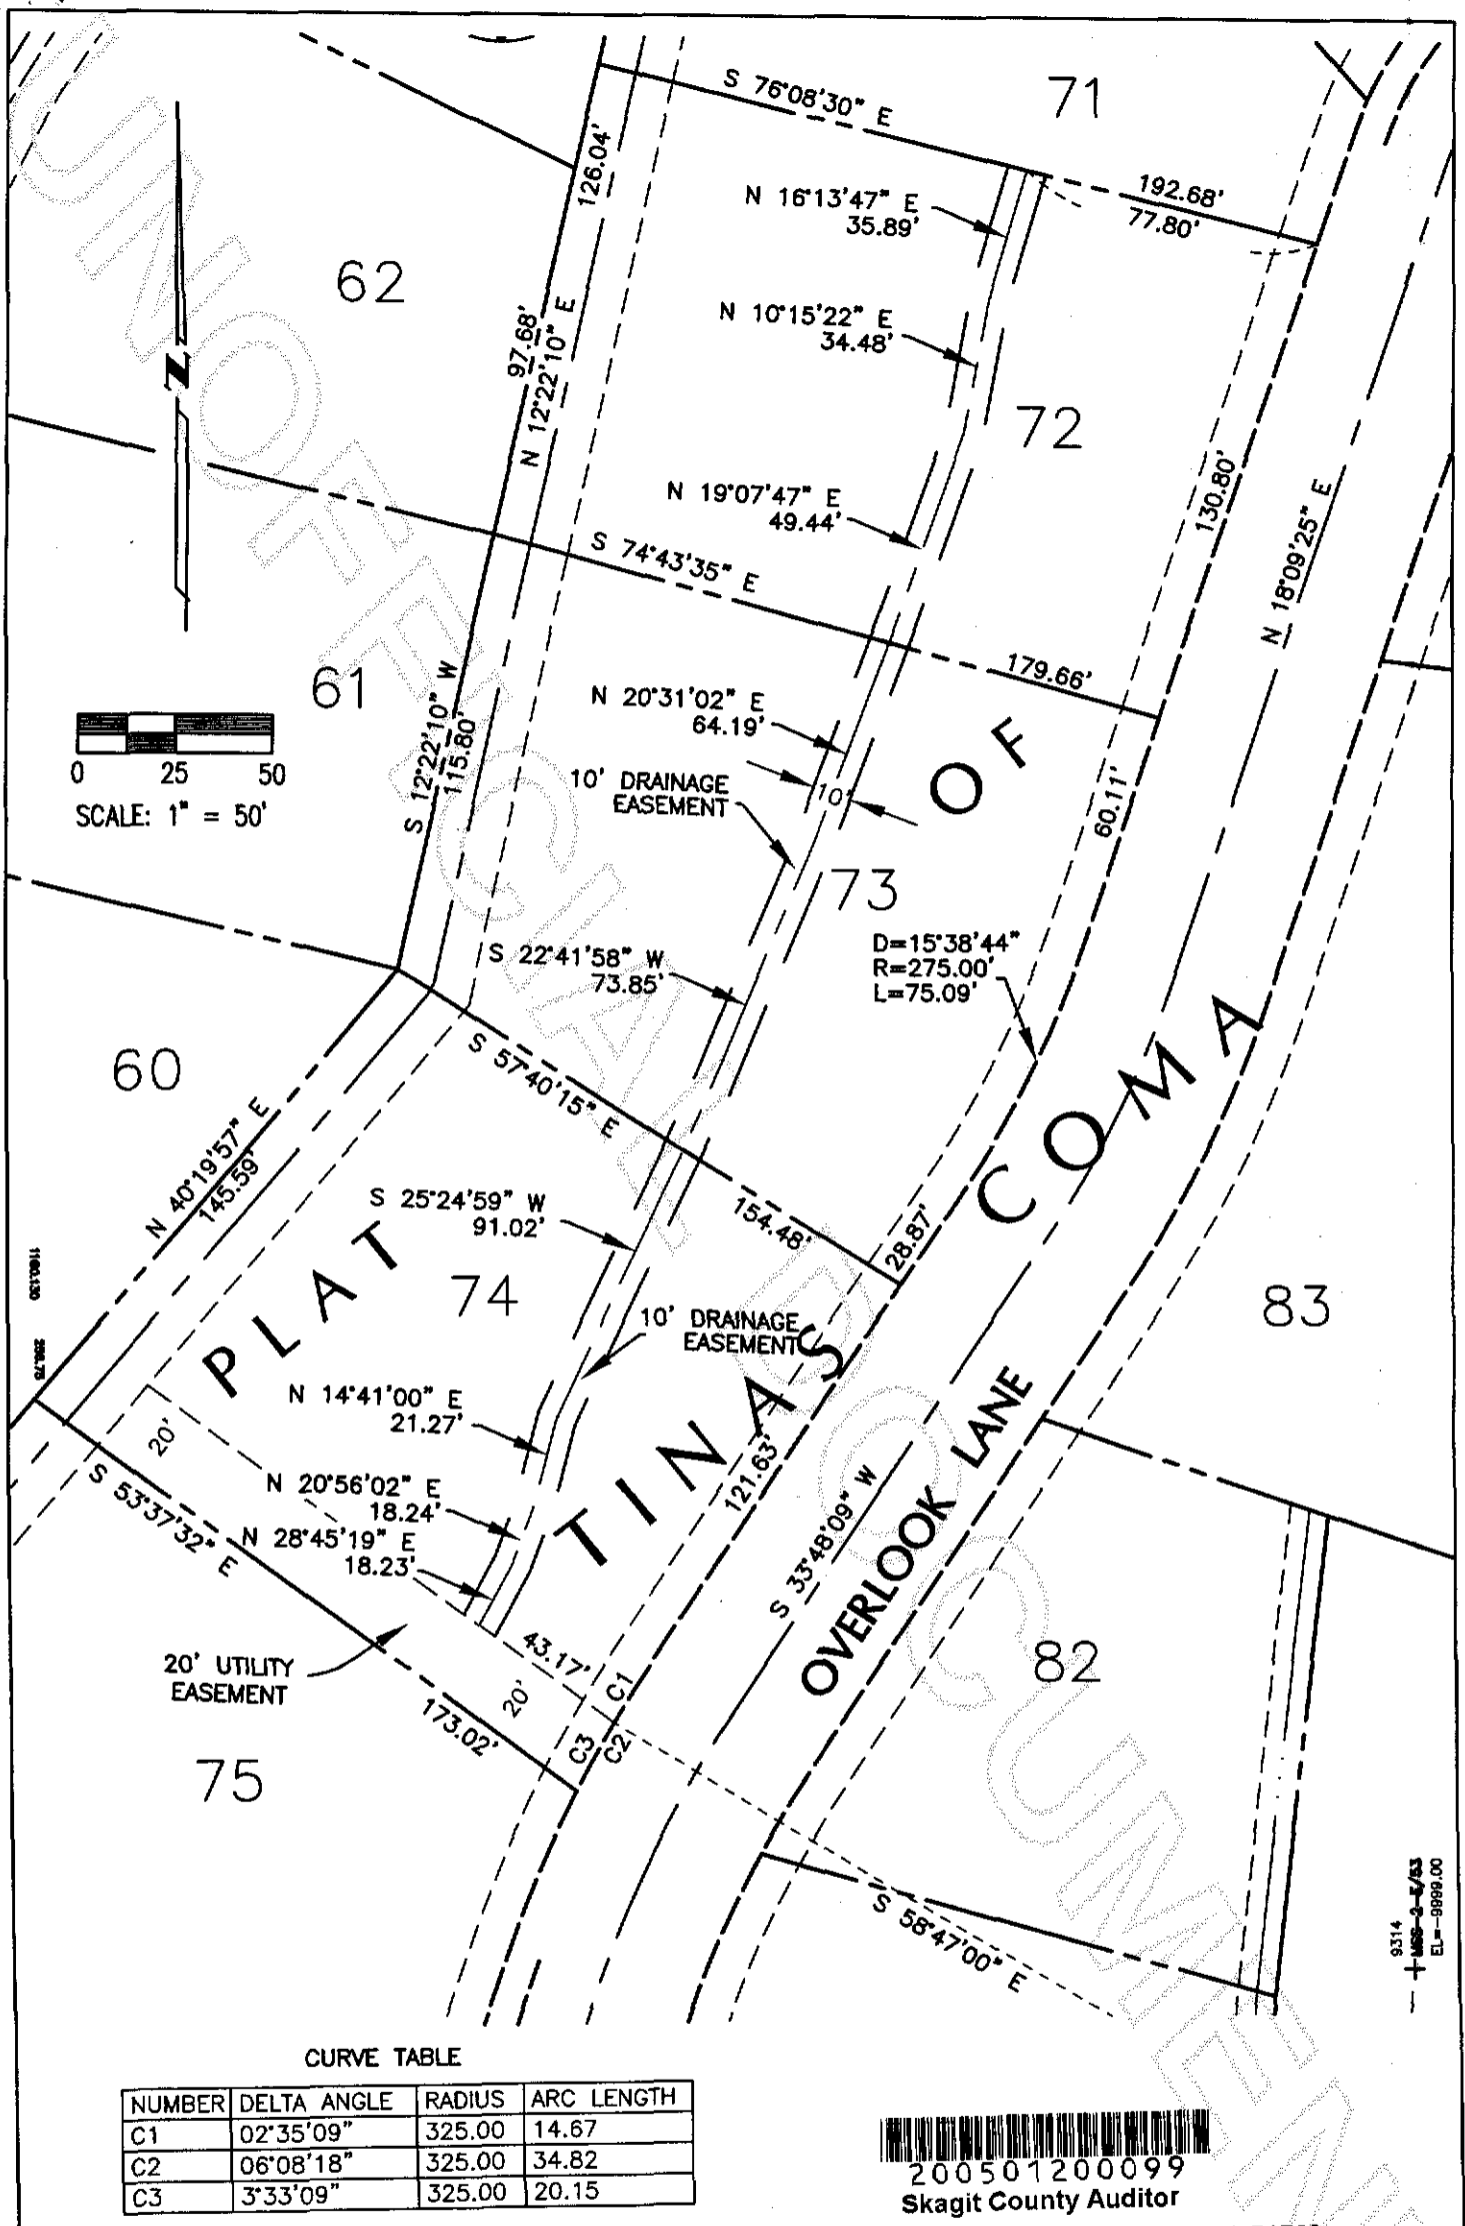 S 76°08'30" E
71
126.04'
N 16°13'47" E
35.89'
192.68'
77.80'
62
N 10°15'22" E
34.48'
97.68'
N 12°22'10" E
N
72
N 19°07'47" E
49.44'
130.80'
N 18°09'25" E
S 74°43'35" E
179.66'
61
S 12°22'10" W
115.80'
N 20°31'02" E
64.19'
0 25 50
SCALE: 1" = 50'
10' DRAINAGE
EASEMENT
10'
60.11'
73
S 22°41'58" W
73.85'
D=15°38'44"
R=275.00'
L=75.09'
60
S 57°40'15" E
N 40°19'57" E
145.59'
S 25°24'59" W
91.02'
154.48'
28.87'
74
83
10' DRAINAGE
EASEMENT
PLAT OF
TINAS COMA
N 14°41'00" E
21.27'
20'
N 20°56'02" E
18.24'
121.63'
S 53°37'32" E
N 28°45'19" E
18.23'
S 33°48'09" W
OVERLOOK LANE
82
20' UTILITY
EASEMENT
43.17'
C1
20'
173.02'
C3
C2
75
S 58°47'00" E
9314
EL=-9999.00
CURVE TABLE
NUMBER DELTA ANGLE RADIUS ARC LENGTH
C1 02°35'09" 325.00 14.67
C2 06°08'18" 325.00 34.82
C3 3°33'09" 325.00 20.15
200501200099
Skagit County Auditor
UNOFFICIAL DOCUMENT